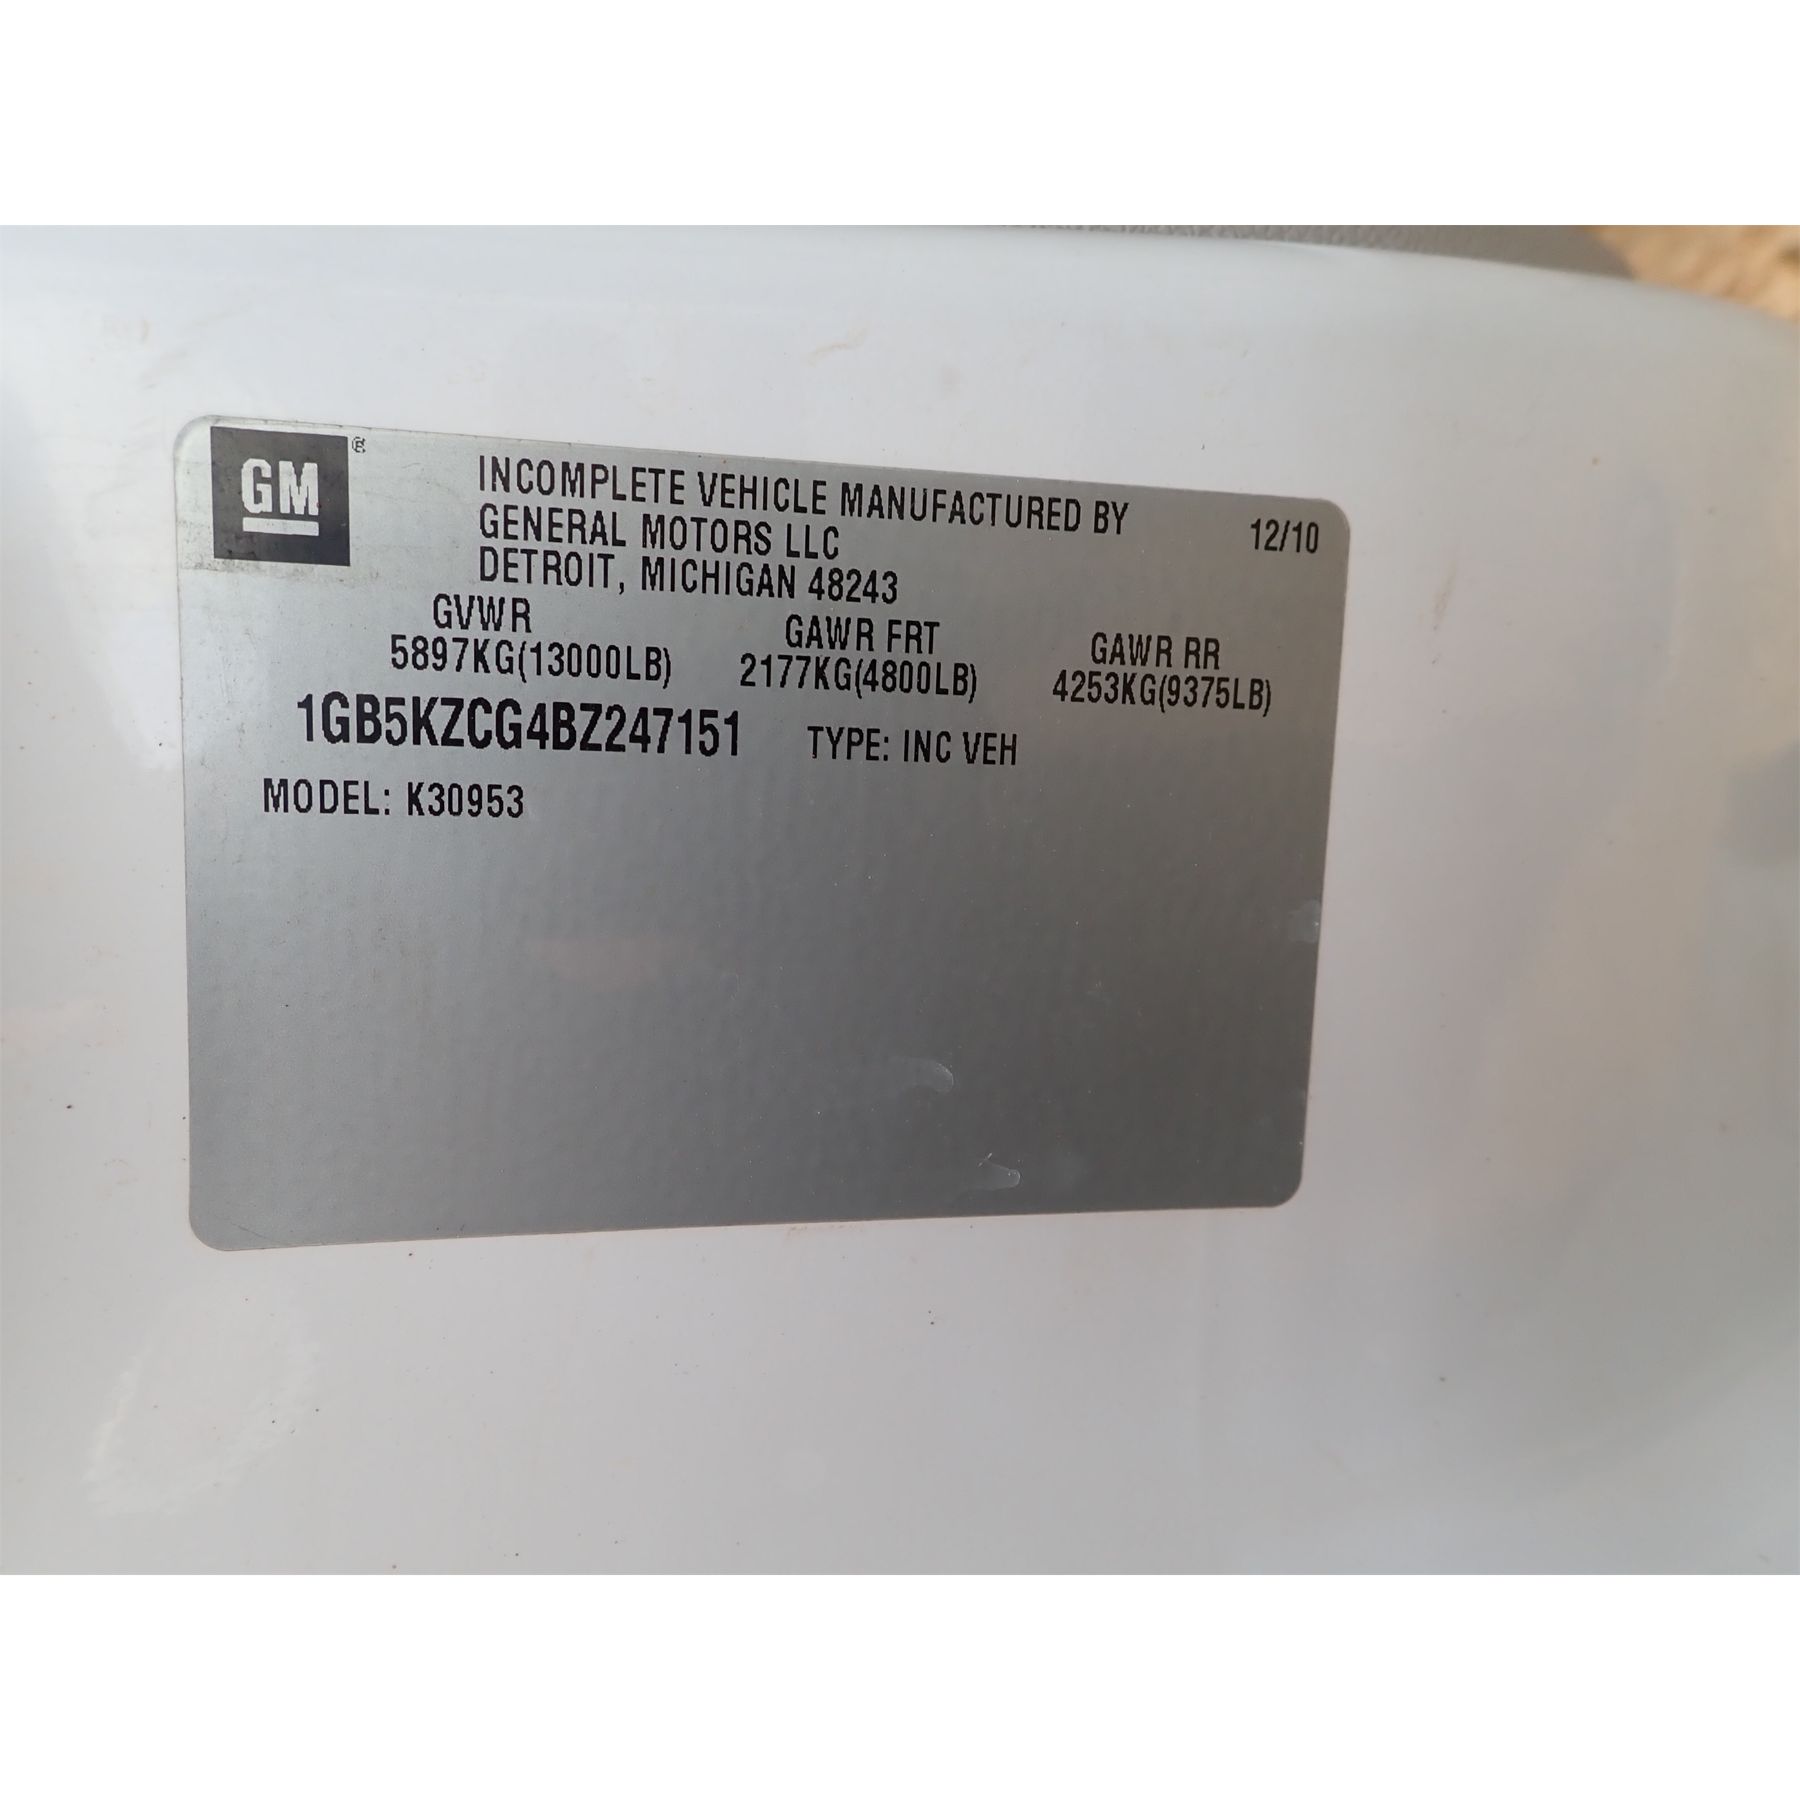 GM
INCOMPLETE VEHICLE MANUFACTURED BY
GENERAL MOTORS LLC
DETROIT, MICHIGAN 48243
12/10
GVWR GAWR FRT GAWR RR
5897KG(13000LB) 2177KG(4800LB) 4253KG(9375LB)
1GB5KZCG4BZ247151 TYPE: INC VEH
MODEL: K30953